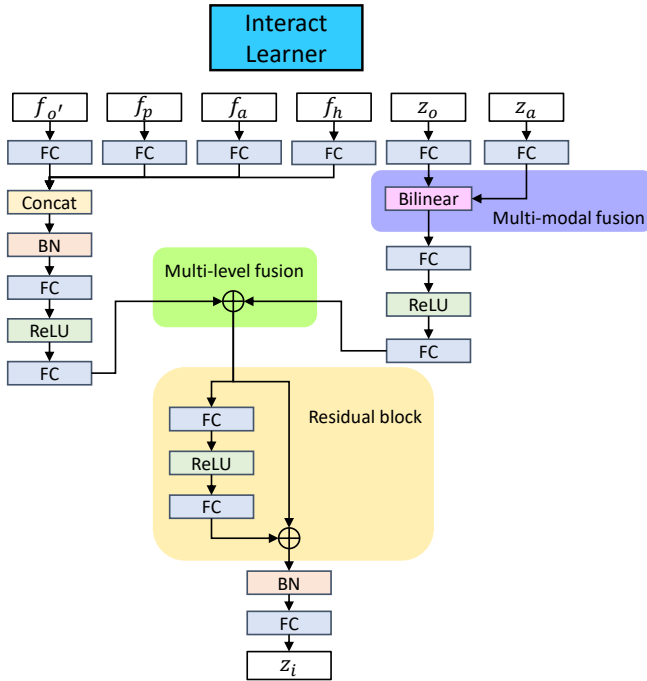 Interact
Learner
f_{o'} f_p f_a f_h z_o z_a
FC FC FC FC FC FC
Concat
Bilinear
Multi-modal fusion
BN
FC
Multi-level fusion
FC
ReLU
ReLU
FC
FC
Residual block
FC
ReLU
FC
BN
FC
z_i